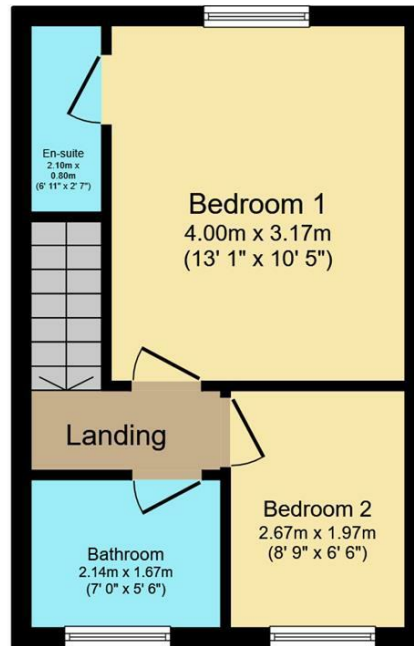 En-suite
2.10m x
0.80m
(6' 11" x 2' 7")
Bedroom 1
4.00m x 3.17m
(13' 1" x 10' 5")
Landing
Bedroom 2
2.67m x 1.97m
(8' 9" x 6' 6")
Bathroom
2.14m x 1.67m
(7' 0" x 5' 6")